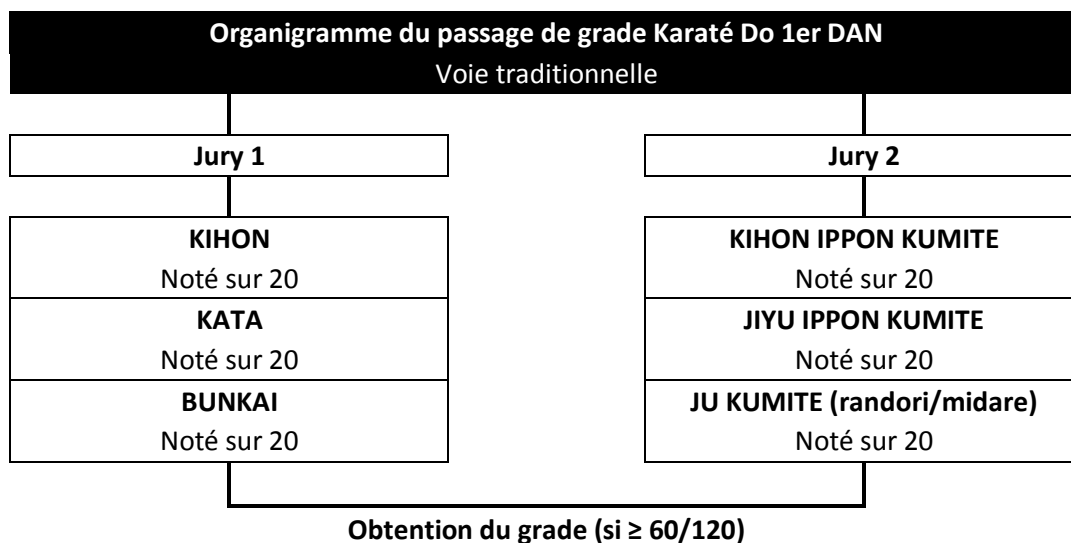 Organigramme du passage de grade Karaté Do 1er DAN
Voie traditionnelle
Jury 1
KIHON
Noté sur 20
KATA
Noté sur 20
BUNKAI
Noté sur 20
Jury 2
KIHON IPPON KUMITE
Noté sur 20
JIYU IPPON KUMITE
Noté sur 20
JU KUMITE (randori/midare)
Noté sur 20
Obtention du grade (si ≥ 60/120)